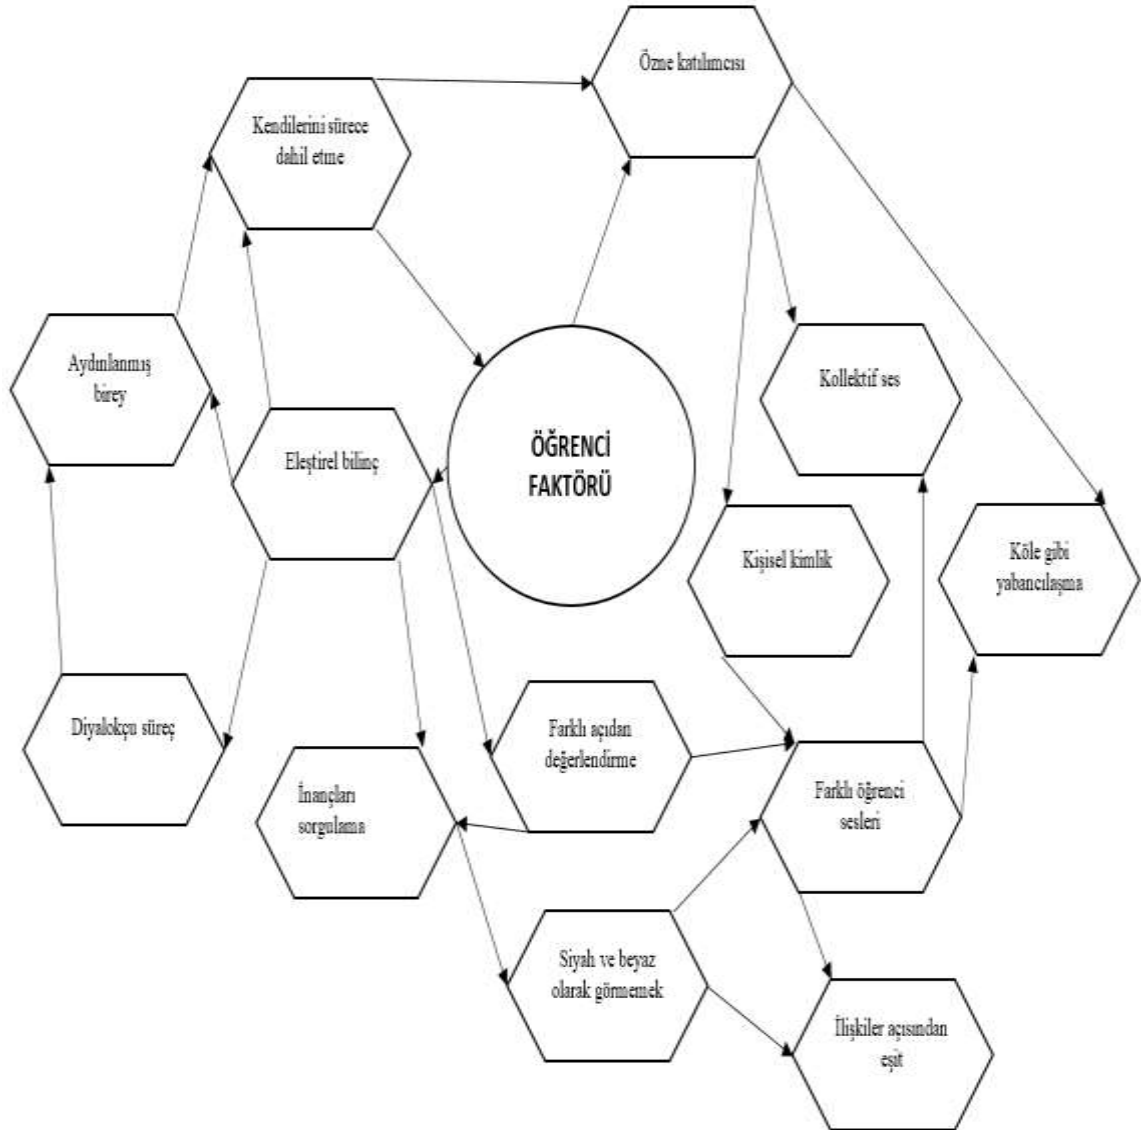 Özne katılımcısı
Kendilerini sürece
dahil etme
Aydınlanmış
birey
Kollektif ses
Eleştirel bilinç
ÖĞRENCİ
FAKTÖRÜ
Kişisel kimlik
Köle gibi
yabancılaşma
Diyalokçu süreç
Farklı açıdan
değerlendirme
İnançları
sorgulama
Farklı öğrenci
sesleri
Siyah ve beyaz
olarak görmemek
İlişkiler açısından
eşit